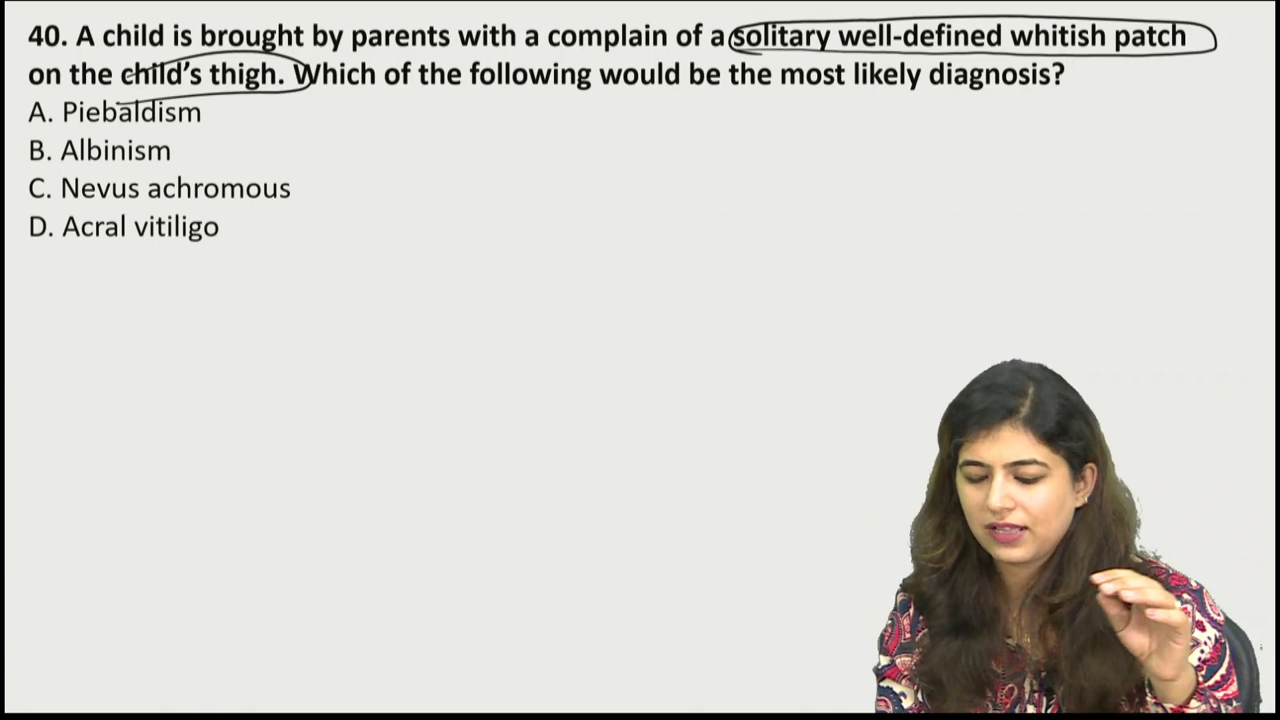 40. A child is brought by parents with a complain of a solitary well-defined whitish patch
on the child’s thigh. Which of the following would be the most likely diagnosis?
A. Piebaldism
B. Albinism
C. Nevus achromous
D. Acral vitiligo